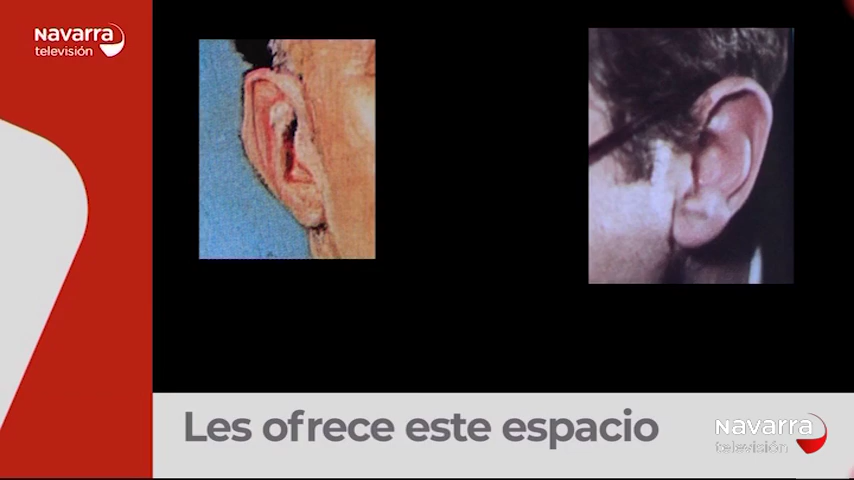 Navarra
televisión
Les ofrece este espacio
Navarra
televisión